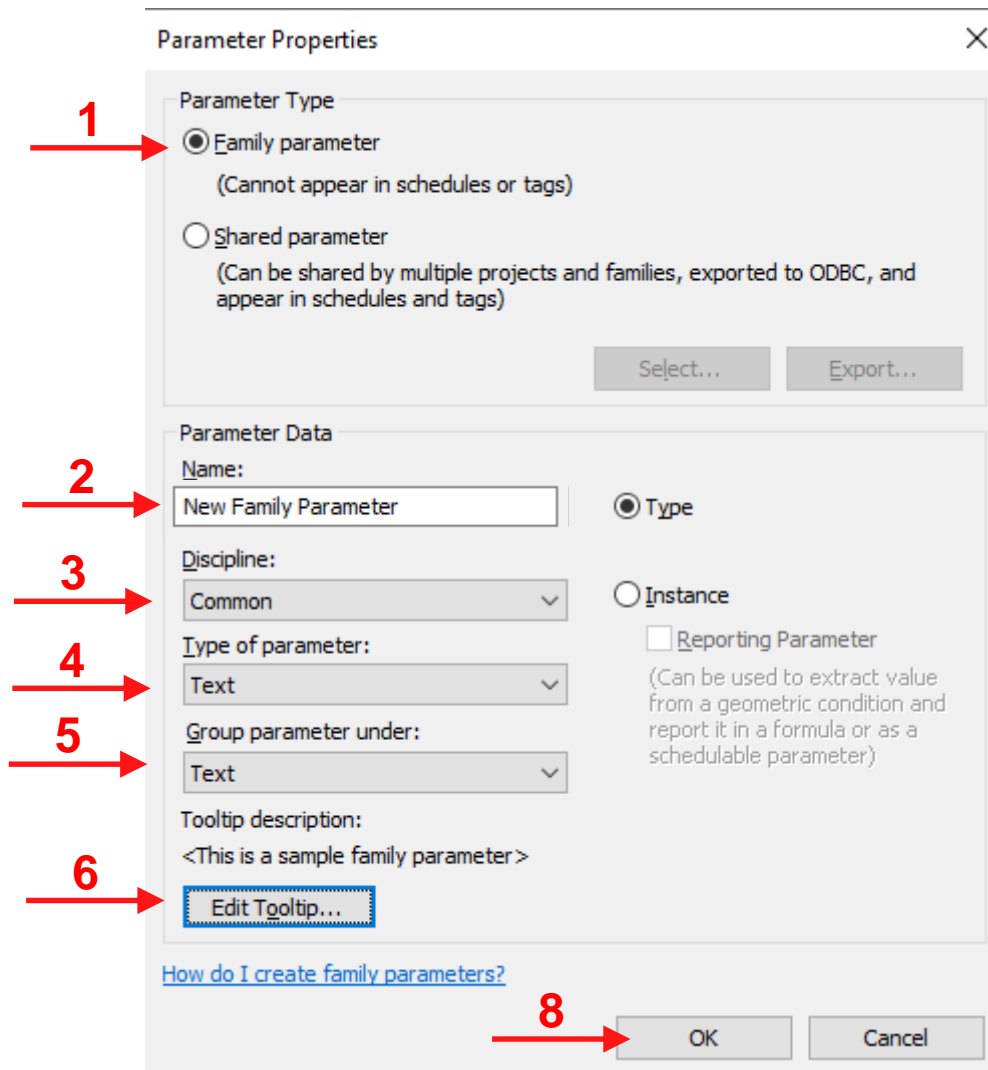 Parameter Properties
Parameter Type
1
Family parameter
(Cannot appear in schedules or tags)
Shared parameter
(Can be shared by multiple projects and families, exported to ODBC, and
appear in schedules and tags)
Select... Export...
Parameter Data
Name:
2
New Family Parameter
Type
Discipline:
3
Common
Instance
Type of parameter:
Reporting Parameter
4
Text
(Can be used to extract value
from a geometric condition and
report it in a formula or as a
schedulable parameter)
Group parameter under:
5
Text
Tooltip description:
<This is a sample family parameter>
6
Edit Tooltip...
How do I create family parameters?
8
OK Cancel